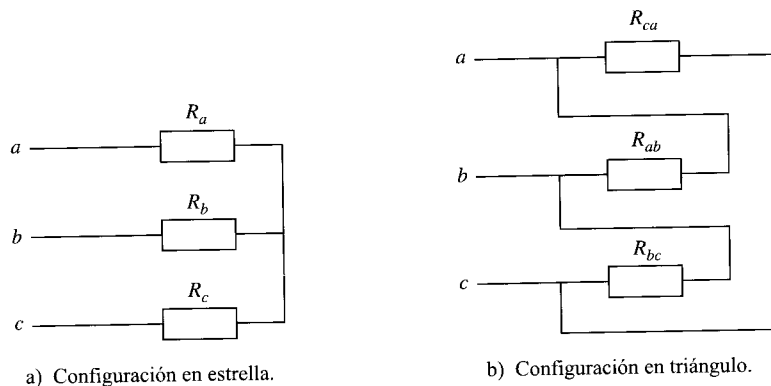 R_a
a
R_b
b
R_c
c
a) Configuración en estrella.
R_ca
a
R_ab
b
R_bc
c
b) Configuración en triángulo.